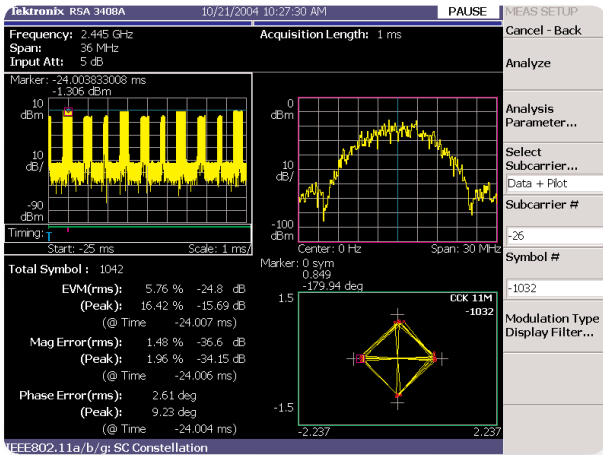 Tektronix RSA 3408A 10/21/2004 10:27:30 AM PAUSE MEAS SETUP
Frequency: 2.445 GHz Acquisition Length: 1 ms Cancel - Back
Span: 36 MHz
Input Att: 5 dB
Analyze
Marker: -24.003833008 ms
-1.306 dBm
10
dBm
10
dB/
-90
dBm
Timing: T
Start: -25 ms Scale: 1 ms/
0
dBm
10
dB/
-100
dBm
Center: 0 Hz Span: 30 MHz
Analysis
Parameter...
Select
Subcarrier...
Data + Pilot
Subcarrier #
-26
Symbol #
-1032
Modulation Type
Display Filter...
Total Symbol : 1042
EVM(rms): 5.76 % -24.8 dB
(Peak): 16.42 % -15.69 dB
(@ Time -24.007 ms)
Mag Error(rms): 1.48 % -36.6 dB
(Peak): 1.96 % -34.15 dB
(@ Time -24.006 ms)
Phase Error(rms): 2.61 deg
(Peak): 9.23 deg
(@ Time -24.004 ms)
Marker: 0 sym
0.849
-179.94 deg
1.5
CCK 11M
-1032
-1.5
-2.237 2.237
IEEE802.11a/b/g: SC Constellation